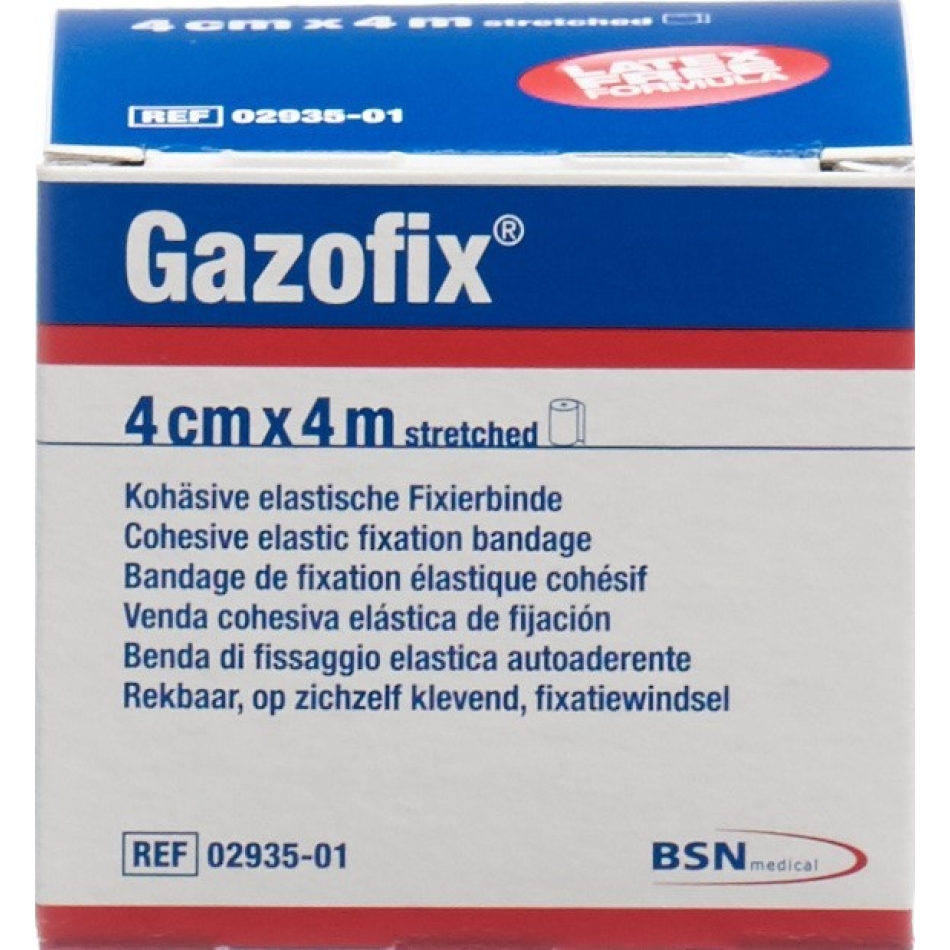 4 cm x 4 m stretched
LATEX
FREE
FORMULA
REF 02935-01
Gazofix®
4 cm x 4 m stretched
Kohäsive elastische Fixierbinde
Cohesive elastic fixation bandage
Bandage de fixation élastique cohésif
Venda cohesiva elástica de fijación
Benda di fissaggio elastica autoaderente
Rekbaar, op zichzelf klevend, fixatiewindsel
REF 02935-01
BSN medical